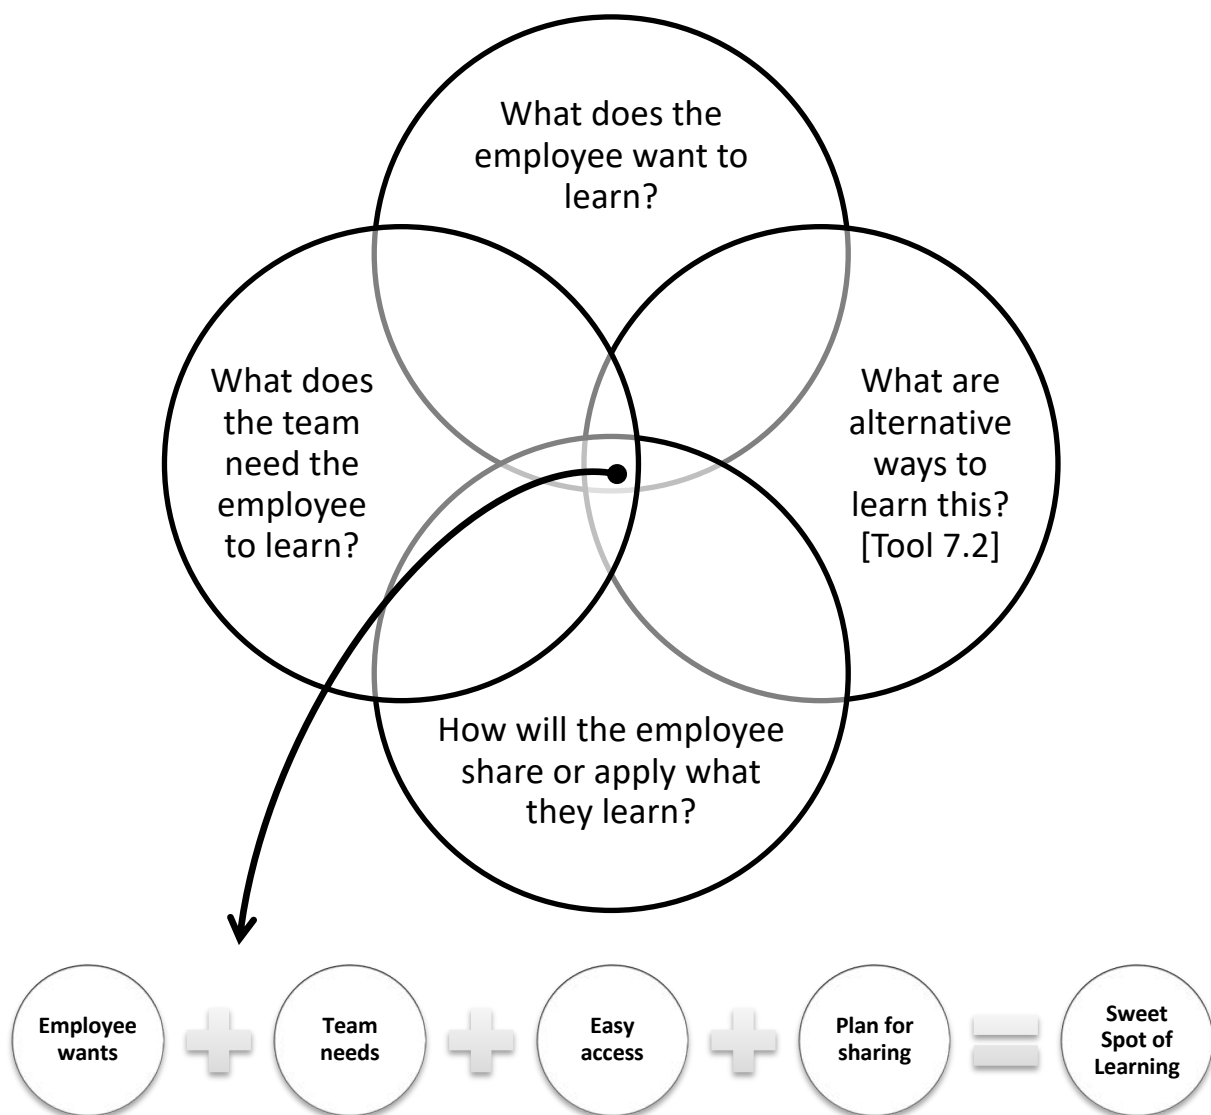 What does the
employee want to
learn?
What does
the team
need the
employee
to learn?
What are
alternative
ways to
learn this?
[Tool 7.2]
How will the employee
share or apply what
they learn?
Employee
wants
Team
needs
Easy
access
Plan for
sharing
Sweet
Spot of
Learning